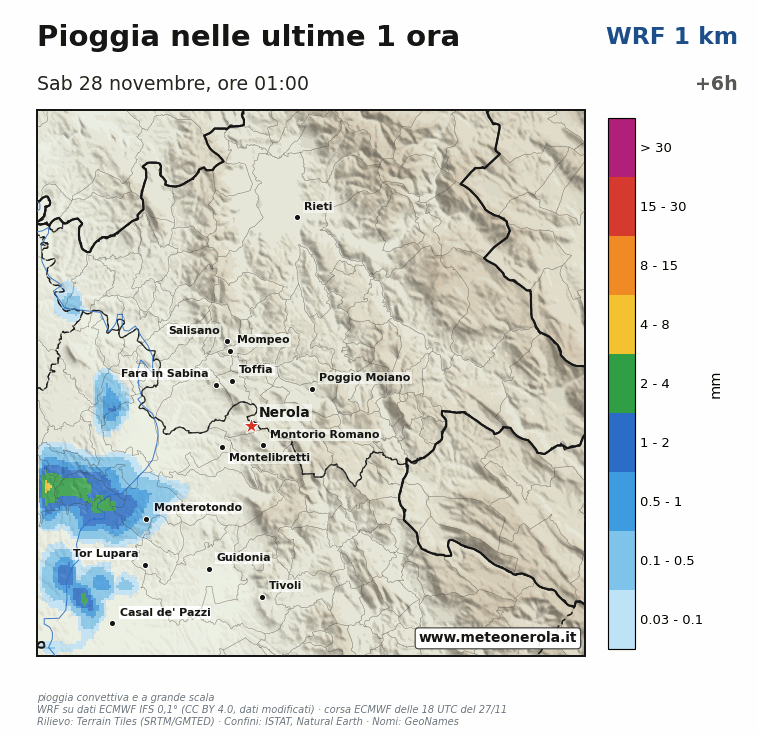 Pioggia nelle ultime 1 ora
WRF 1 km
Sab 28 novembre, ore 01:00
+6h
> 30
15 - 30
8 - 15
4 - 8
2 - 4
1 - 2
0.5 - 1
0.1 - 0.5
0.03 - 0.1
mm
Rieti
Salisano
Mompeo
Fara in Sabina
Toffia
Poggio Moiano
Nerola
Montorio Romano
Montelibretti
Monterotondo
Tor Lupara
Guidonia
Tivoli
Casal de' Pazzi
www.meteonerola.it
pioggia convettiva e a grande scala
WRF su dati ECMWF IFS 0,1° (CC BY 4.0, dati modificati) · corsa ECMWF delle 18 UTC del 27/11
Rilievo: Terrain Tiles (SRTM/GMTED) · Confini: ISTAT, Natural Earth · Nomi: GeoNames